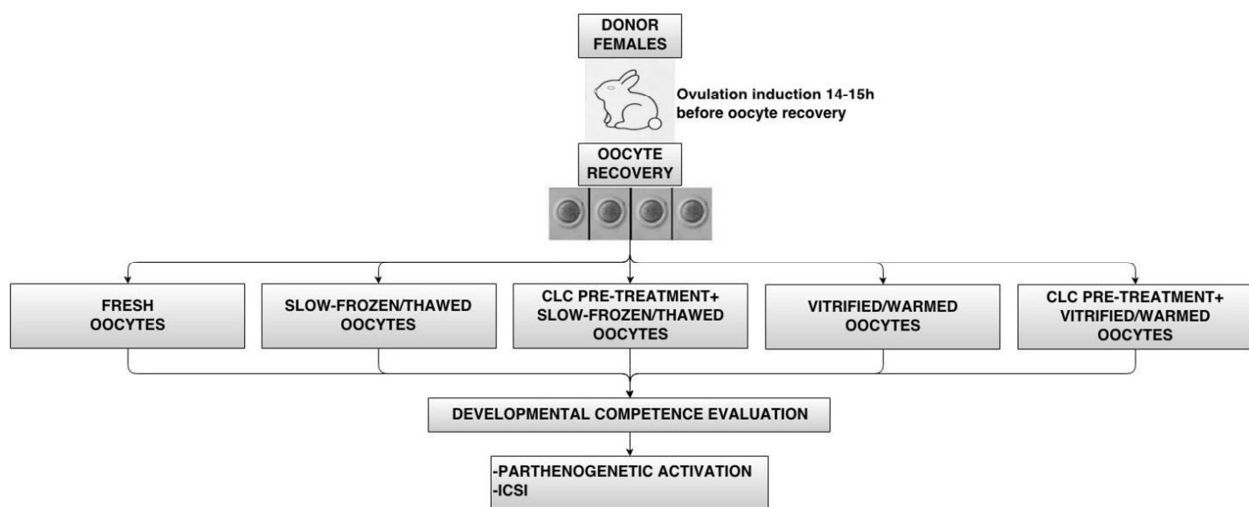 DONOR
FEMALES
Ovulation induction 14-15h
before oocyte recovery
OOCYTE
RECOVERY
FRESH
OOCYTES
SLOW-FROZEN/THAWED
OOCYTES
CLC PRE-TREATMENT+
SLOW-FROZEN/THAWED
OOCYTES
VITRIFIED/WARMED
OOCYTES
CLC PRE-TREATMENT+
VITRIFIED/WARMED
OOCYTES
DEVELOPMENTAL COMPETENCE EVALUATION
-PARTHENOGENETIC ACTIVATION
-ICSI